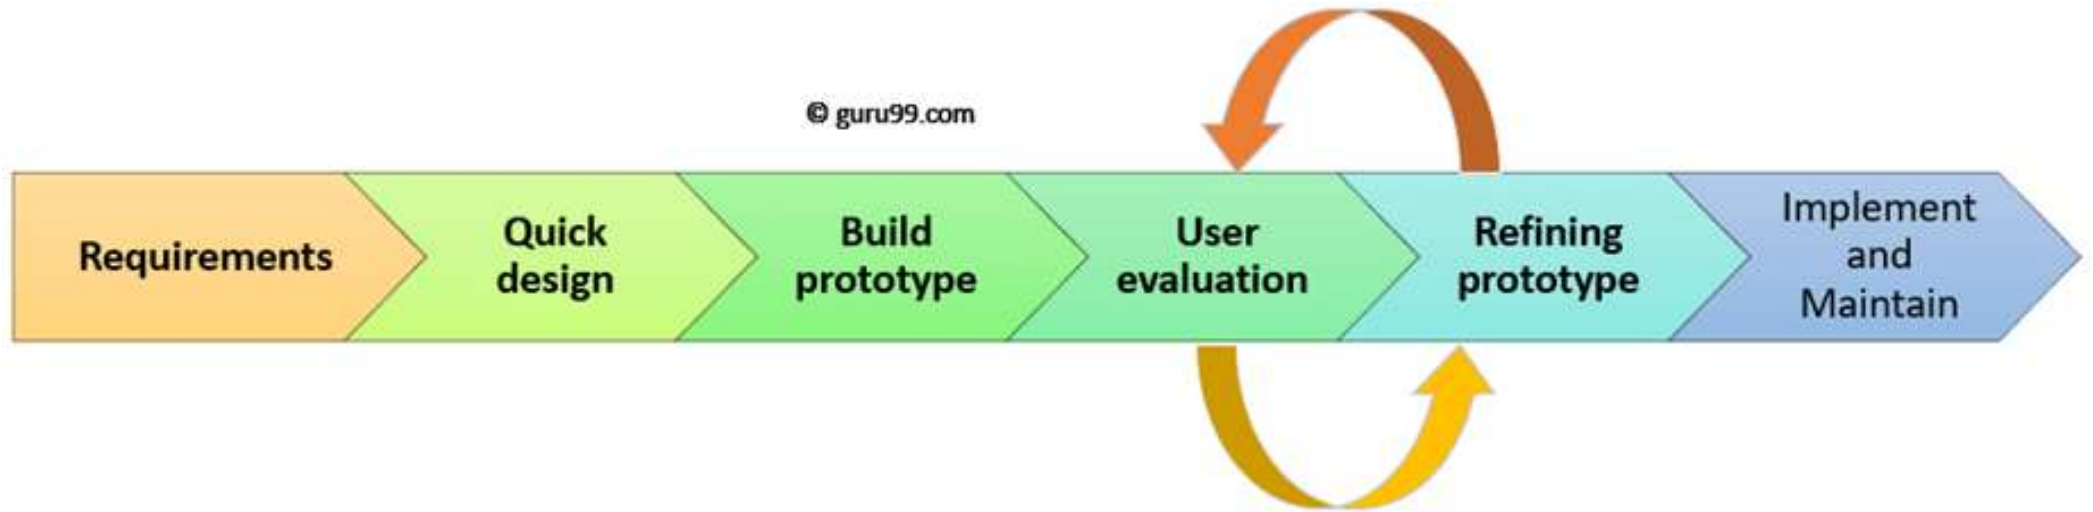 © guru99.com
Requirements
Quick
design
Build
prototype
User
evaluation
Refining
prototype
Implement
and
Maintain